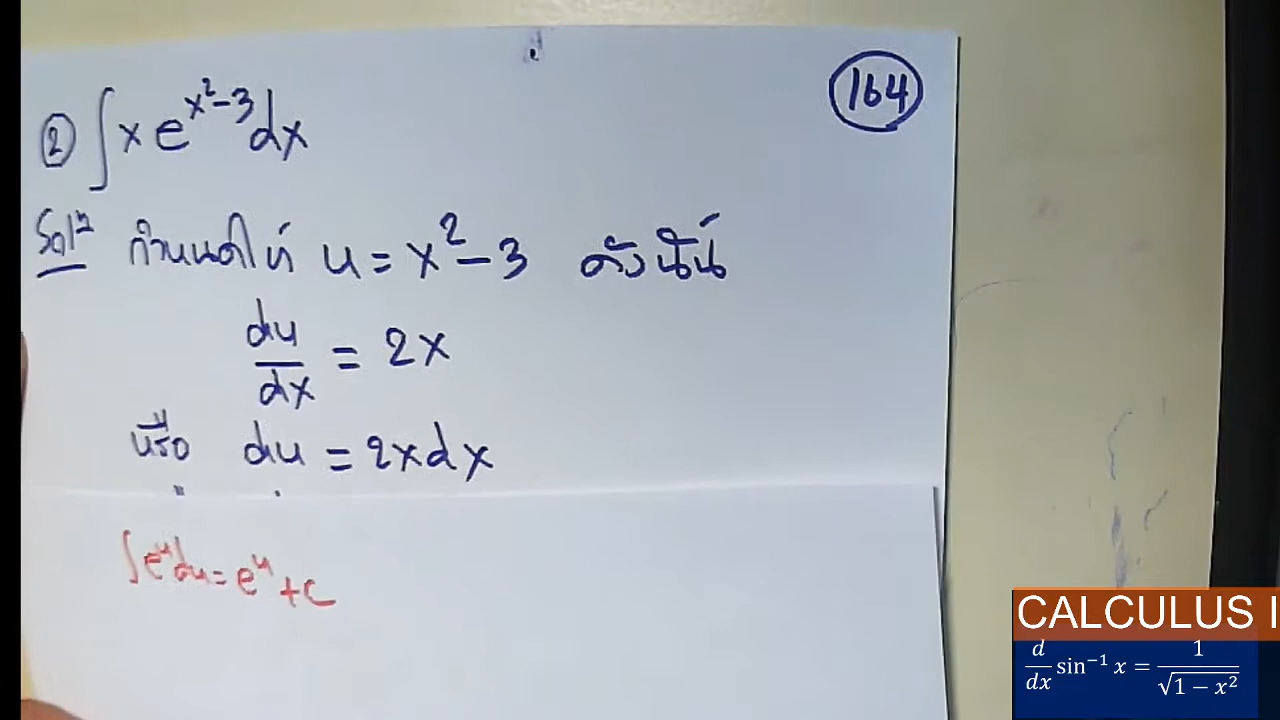 164
② ∫ x e^{x²-3} dx
Solⁿ กำหนดให้ u = x² - 3 ดังนั้น
du/dx = 2x
หรือ du = 2x dx
∫ e^u du = e^u + c
CALCULUS I
d/dx sin⁻¹ x = 1/√(1 − x²)